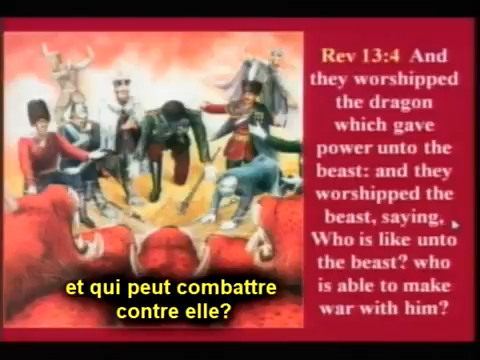 Rev 13:4 And
they worshipped
the dragon
which gave
power unto the
beast: and they
worshipped the
beast, saying,
Who is like unto
the beast? who
is able to make
war with him?
et qui peut combattre
contre elle?